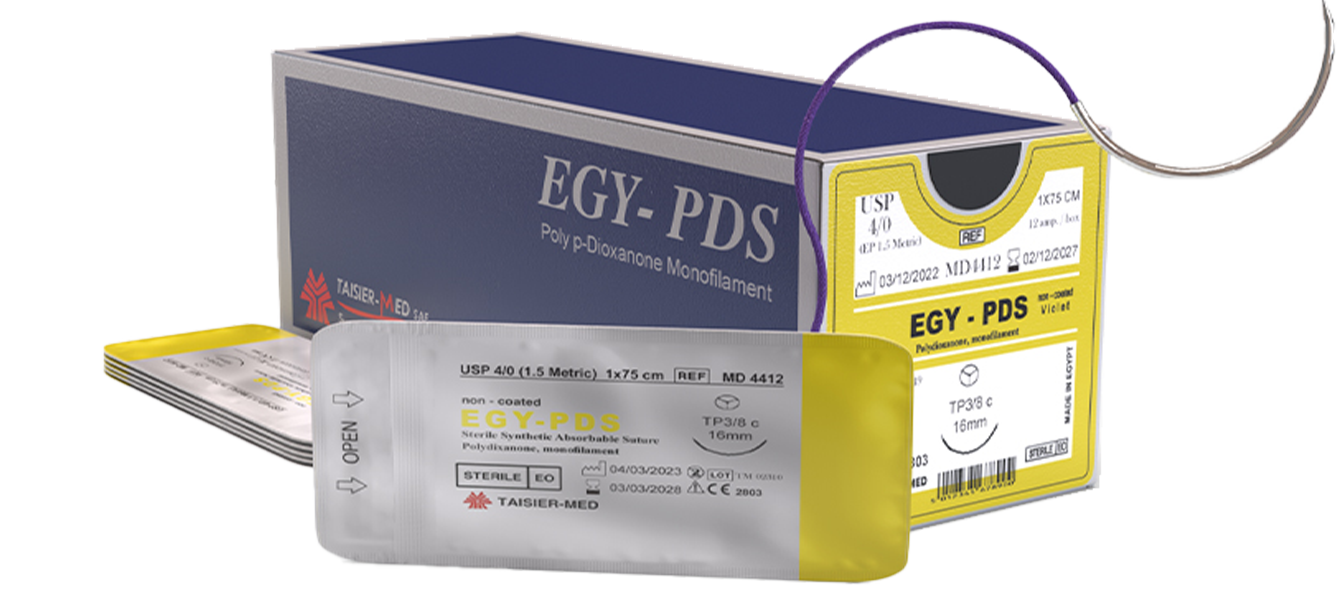 EGY- PDS
Poly p-Dioxanone Monofilament
TAISIER-MED SAE
USP
4/0
(EP 1.5 Metric)
1X75 CM
12 amp. / box
REF
03/12/2022 MD4412 02/12/2027
EGY - PDS
non-coated
Violet
Polydioxanone, monofilament
TP3/8 c
16mm
MADE IN EGYPT
STERILE EO
OPEN
USP 4/0 (1.5 Metric) 1x75 cm REF MD 4412
non - coated
EGY-PDS
Sterile Synthetic Absorbable Suture
Polydixanone, monofilament
TP3/8 c
16mm
STERILE EO
04/03/2023 LOT TM 02310
03/03/2028 CE 2803
TAISIER-MED